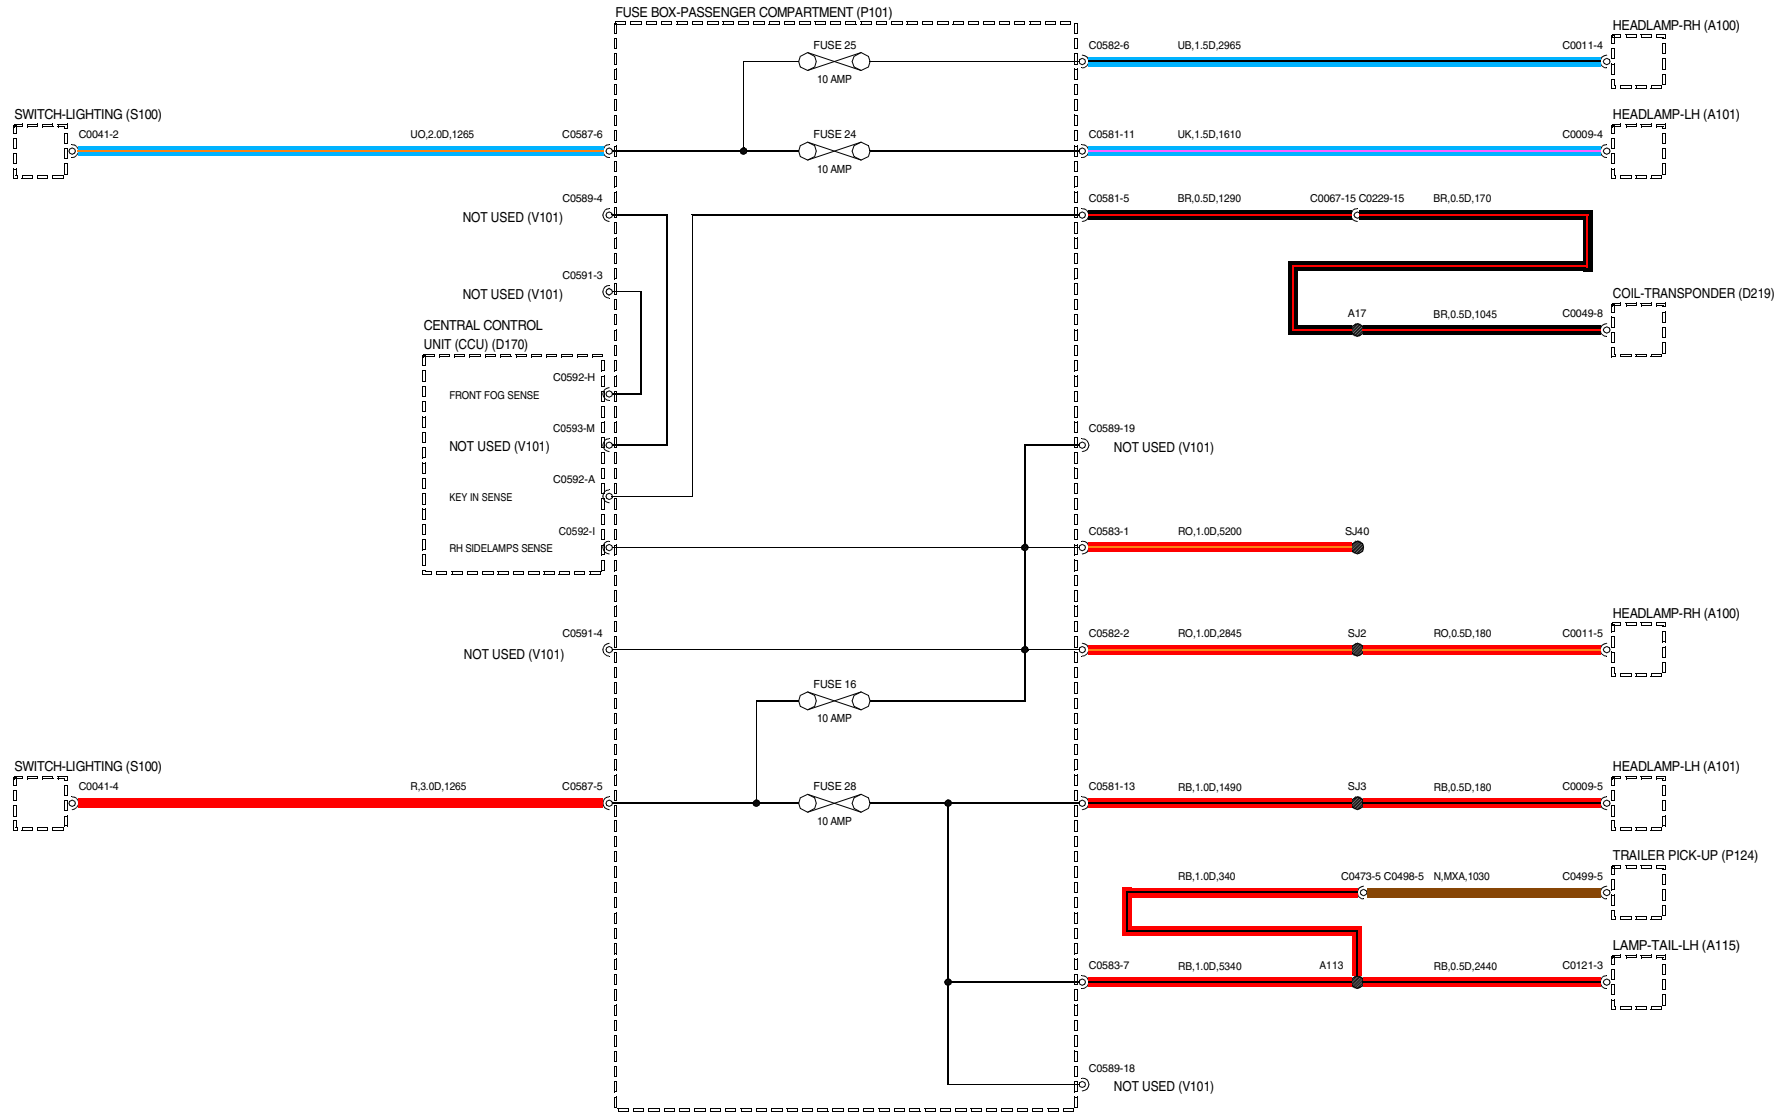 FUSE BOX-PASSENGER COMPARTMENT (P101)
HEADLAMP-RH (A100)
FUSE 25
10 AMP
C0582-6
UB,1.5D,2965
C0011-4
SWITCH-LIGHTING (S100)
C0041-2
UO,2.0D,1265
C0587-6
FUSE 24
10 AMP
C0581-11
UK,1.5D,1610
C0009-4
HEADLAMP-LH (A101)
C0589-4
NOT USED (V101)
C0581-5
BR,0.5D,1290
C0067-15 C0229-15
BR,0.5D,170
C0591-3
NOT USED (V101)
COIL-TRANSPONDER (D219)
A17
BR,0.5D,1045
C0049-8
CENTRAL CONTROL
UNIT (CCU) (D170)
C0592-H
FRONT FOG SENSE
C0593-M
NOT USED (V101)
C0592-A
KEY IN SENSE
C0592-I
RH SIDELAMPS SENSE
C0589-19
NOT USED (V101)
C0583-1
RO,1.0D,5200
SJ40
C0591-4
NOT USED (V101)
C0582-2
RO,1.0D,2845
SJ2
RO,0.5D,180
C0011-5
HEADLAMP-RH (A100)
FUSE 16
10 AMP
SWITCH-LIGHTING (S100)
C0041-4
R,3.0D,1265
C0587-5
FUSE 28
10 AMP
C0581-13
RB,1.0D,1490
SJ3
RB,0.5D,180
C0009-5
HEADLAMP-LH (A101)
TRAILER PICK-UP (P124)
RB,1.0D,340
C0473-5 C0498-5
N,MXA,1030
C0499-5
LAMP-TAIL-LH (A115)
C0583-7
RB,1.0D,5340
A113
RB,0.5D,2440
C0121-3
C0589-18
NOT USED (V101)